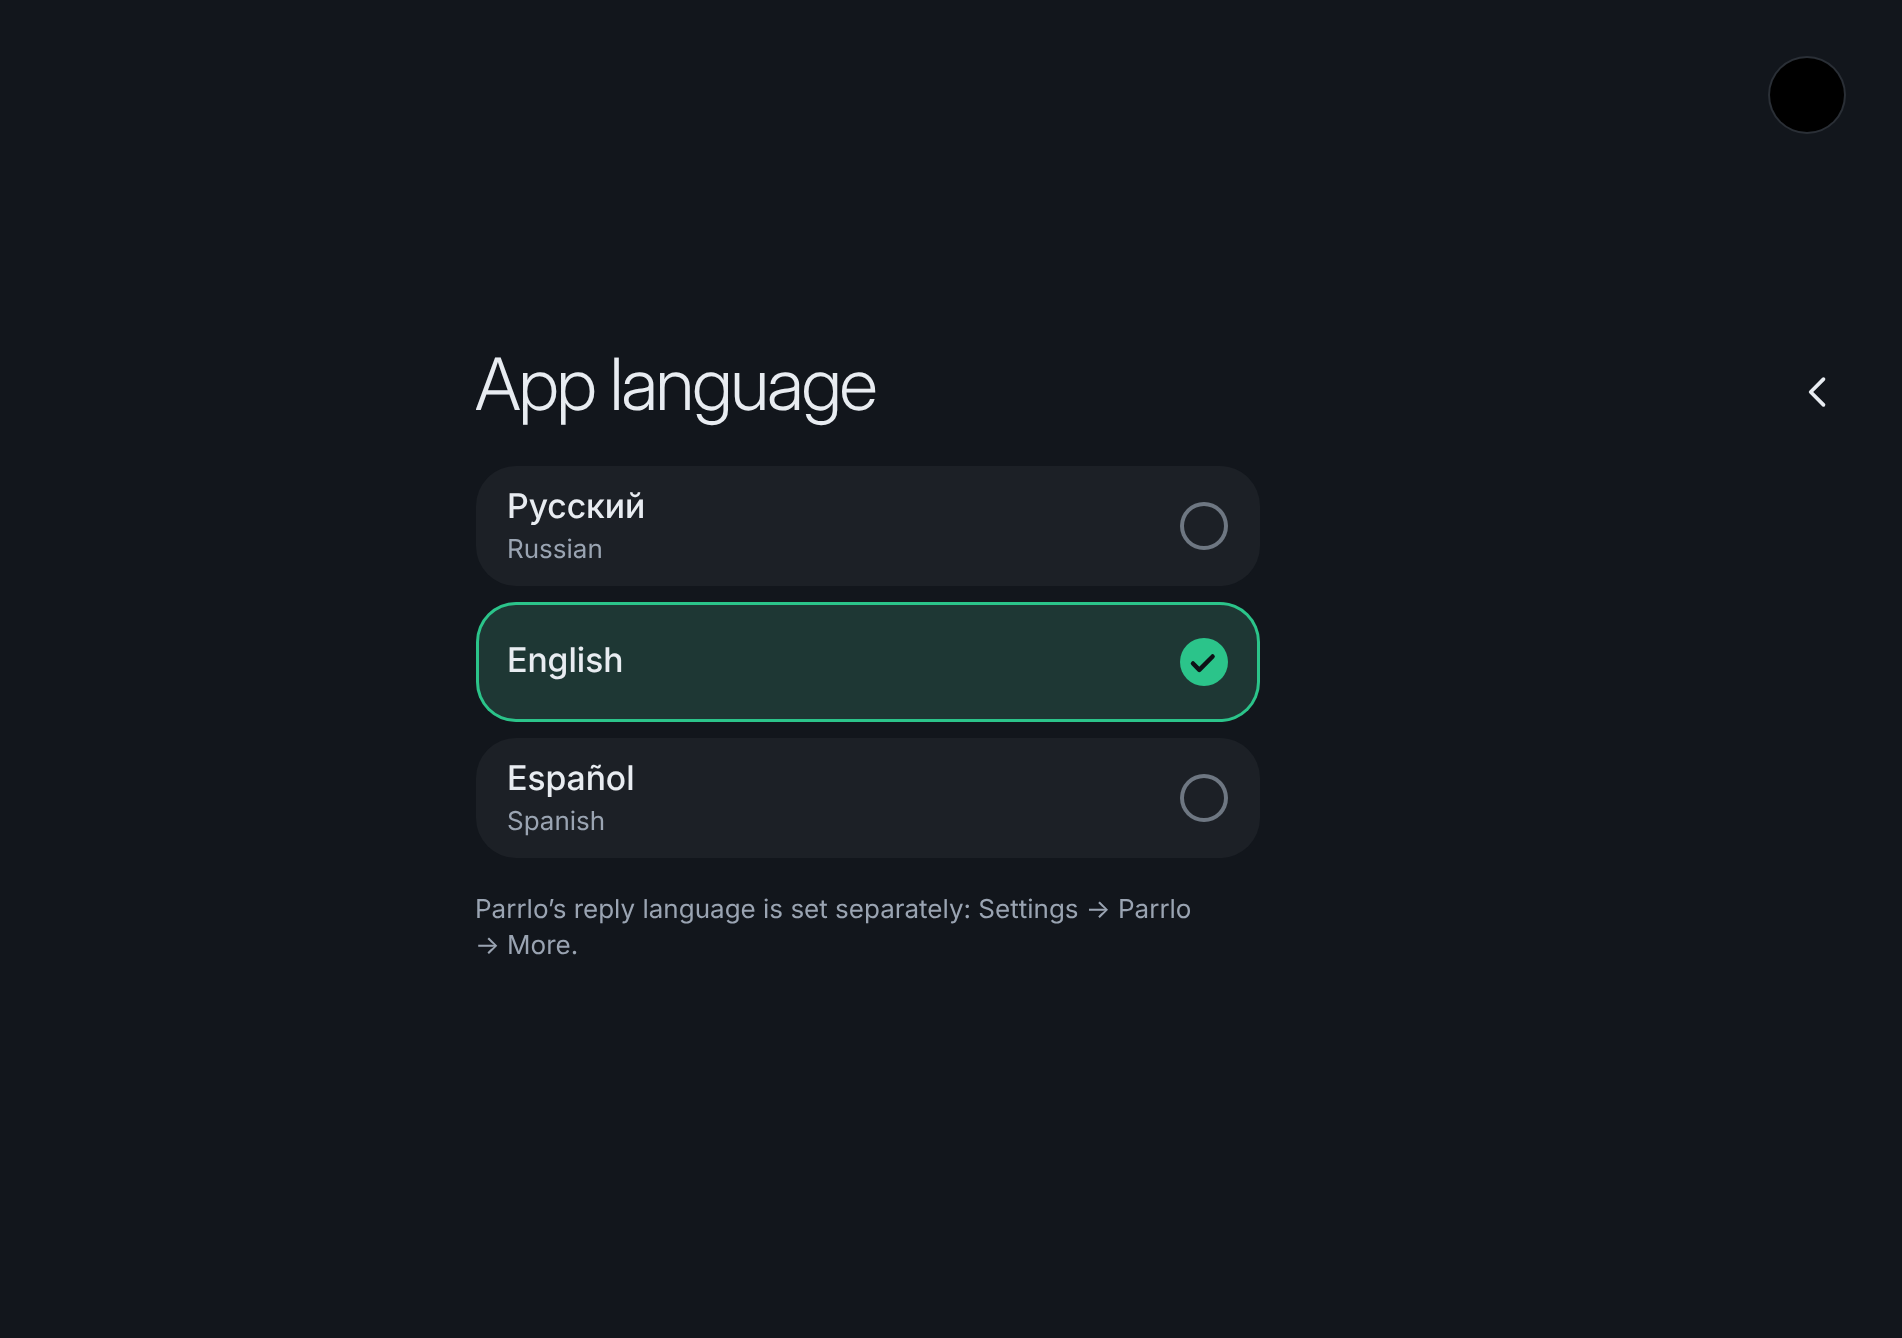 App language
Русский
Russian
English
Español
Spanish
Parrlo’s reply language is set separately: Settings → Parrlo
→ More.